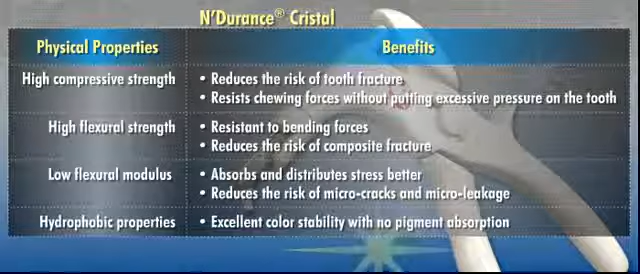 N'Durance® Cristal
Physical Properties
Benefits
High compressive strength
• Reduces the risk of tooth fracture
• Resists chewing forces without putting excessive pressure on the tooth
High flexural strength
• Resistant to bending forces
• Reduces the risk of composite fracture
Low flexural modulus
• Absorbs and distributes stress better
• Reduces the risk of micro-cracks and micro-leakage
Hydrophobic properties
• Excellent color stability with no pigment absorption